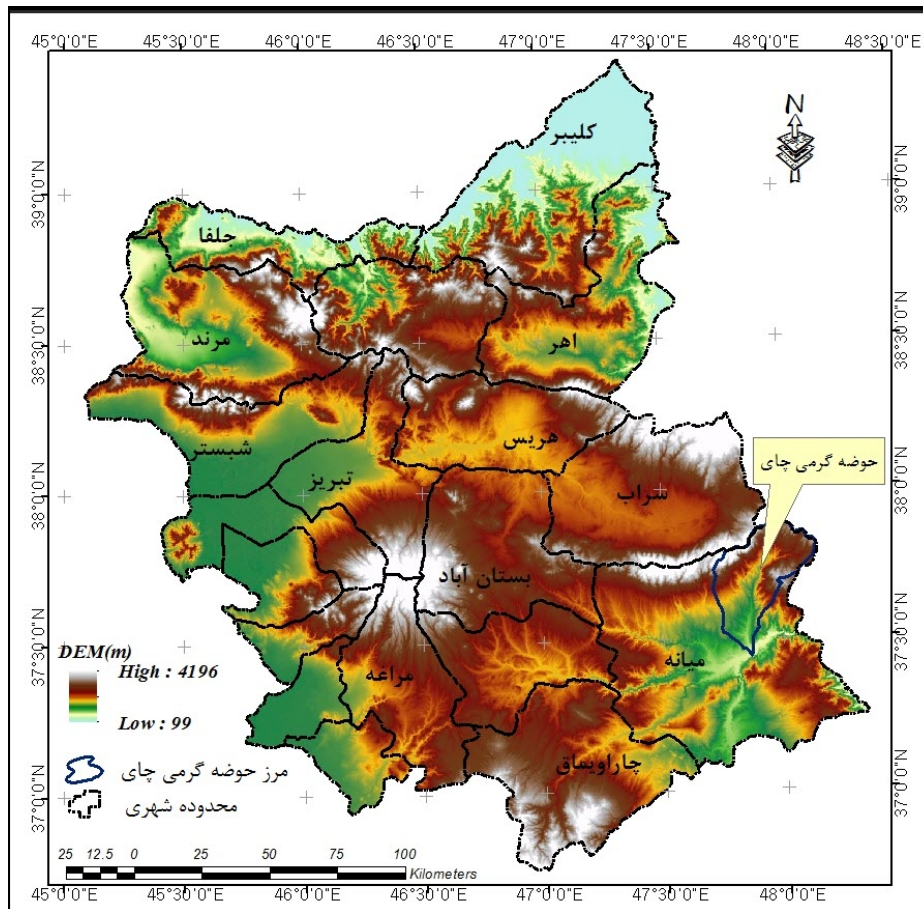 45°0'0"E 45°30'0"E 46°0'0"E 46°30'0"E 47°0'0"E 47°30'0"E 48°0'0"E 48°30'0"E
N
39°0'0"N
39°0'0"N
38°30'0"N
38°30'0"N
38°0'0"N
38°0'0"N
37°30'0"N
37°30'0"N
37°0'0"N
37°0'0"N
کلیبر
جلفا
مرند
اهر
هریس
شبستر
تبریز
سراب
حوضه گرمی چای
بستان آباد
میانه
مراغه
چاراویماق
DEM(m)
High : 4196
Low : 99
مرز حوضه گرمی چای
محدوده شهری
25 12.5 0 25 50 75 100
Kilometers
45°0'0"E 45°30'0"E 46°0'0"E 46°30'0"E 47°0'0"E 47°30'0"E 48°0'0"E